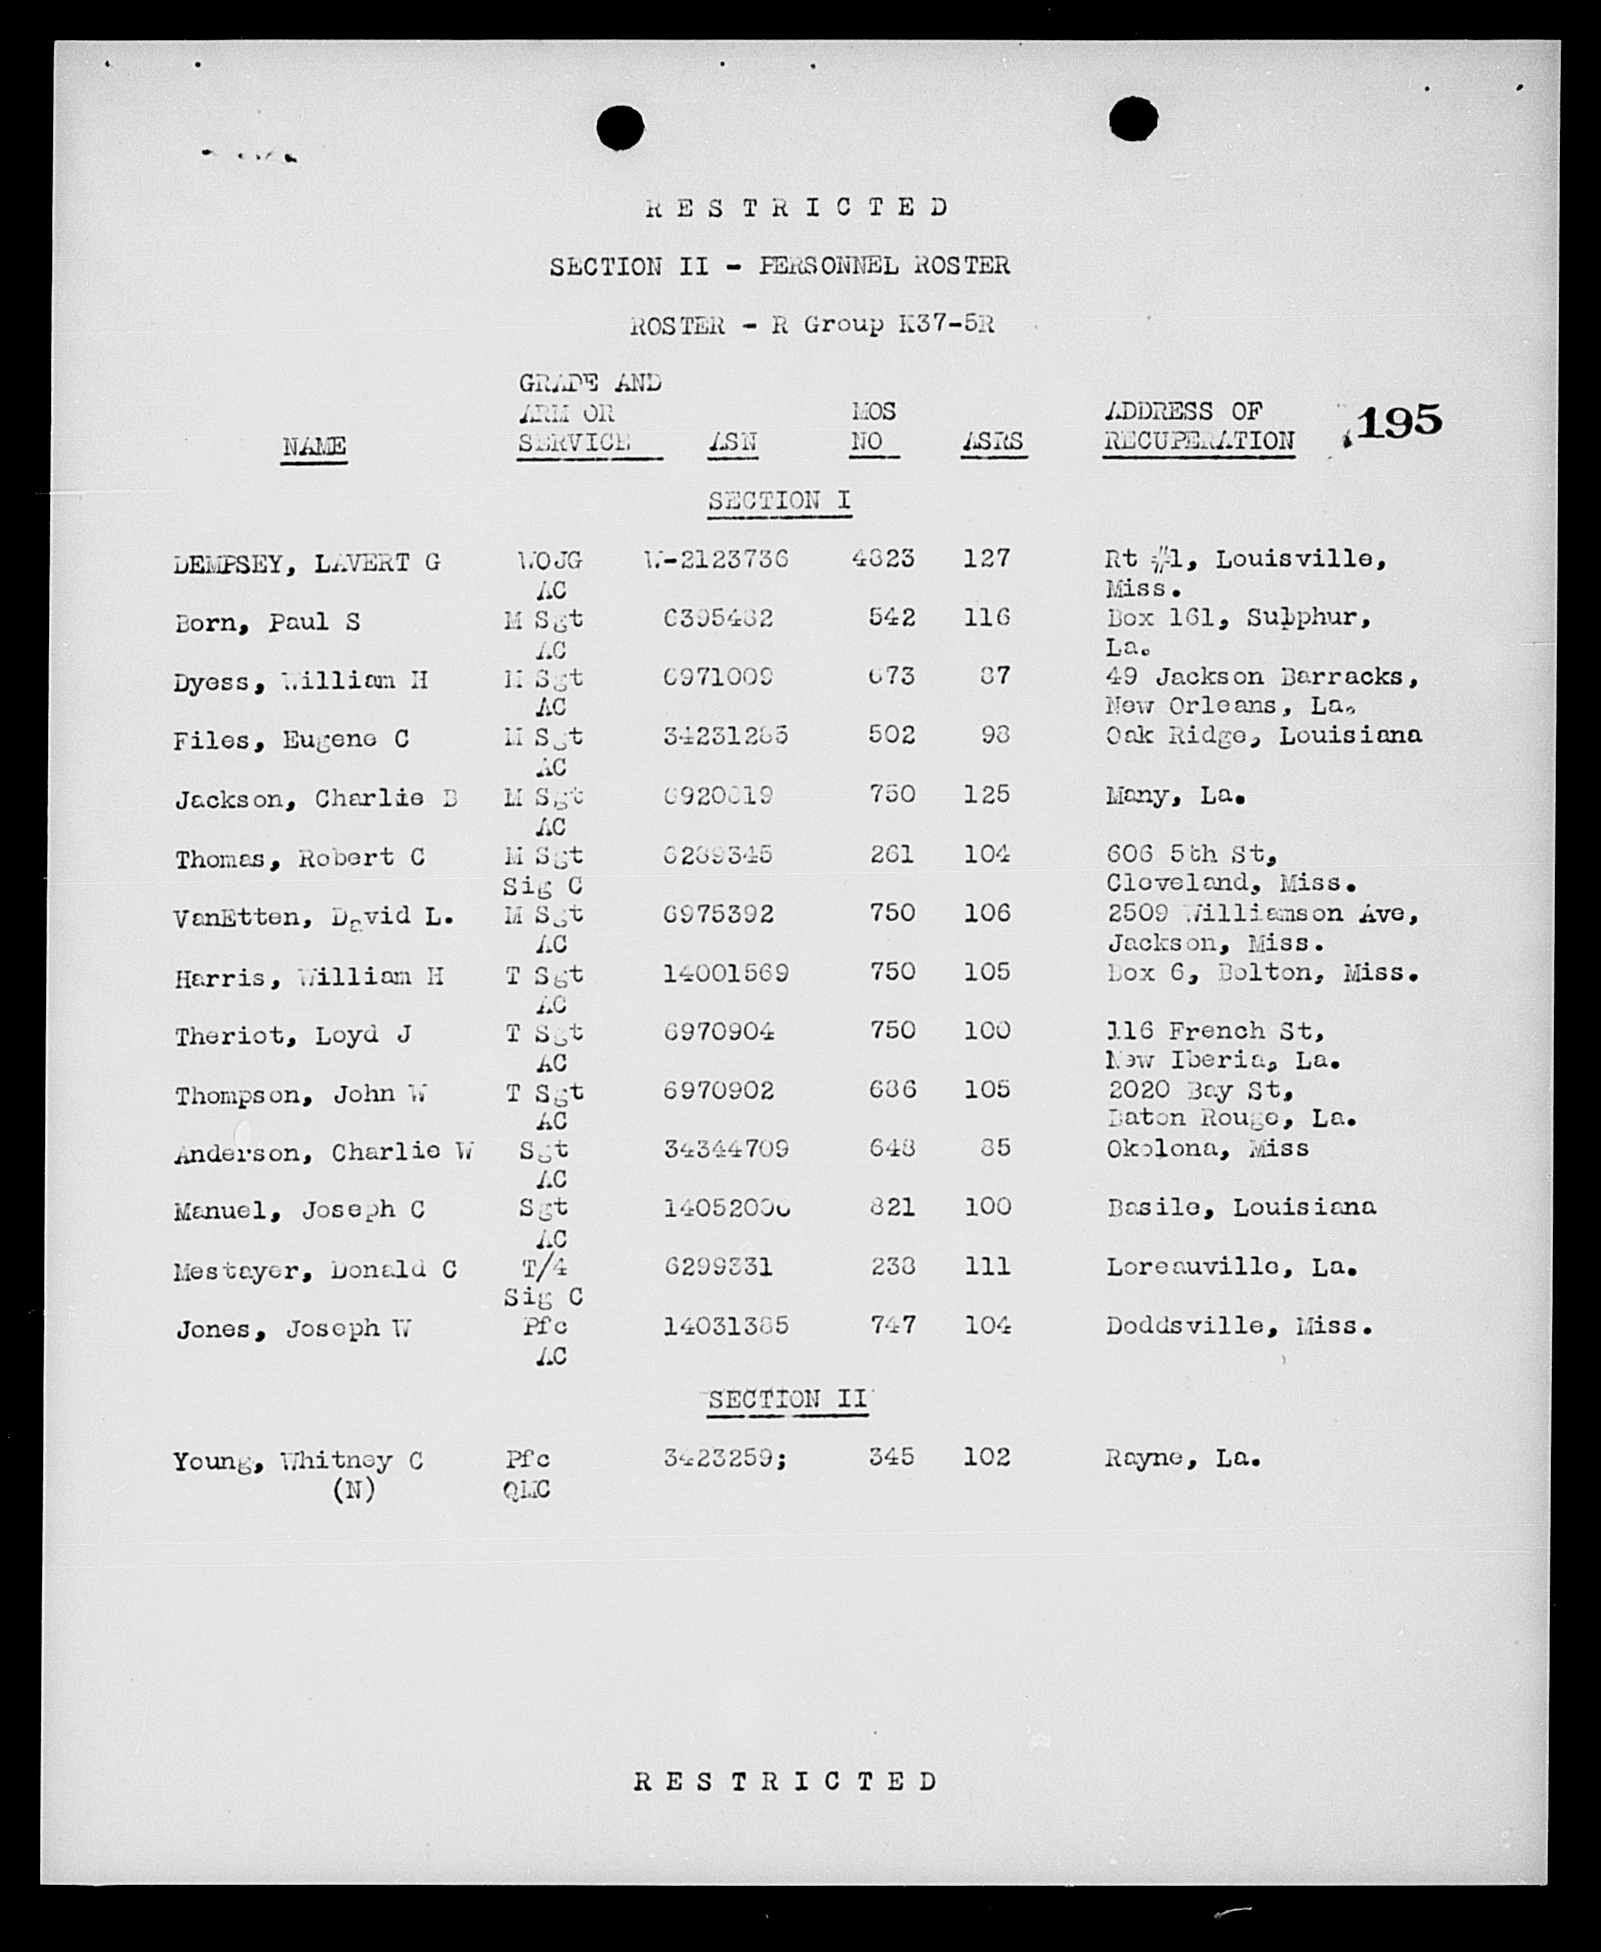 R E S T R I C T E D
SECTION II - PERSONNEL ROSTER
ROSTER - R Group K37-5R
GRADE AND
ARM OR MOS ADDRESS OF 195
NAME SERVICE ASN NO ASRS RECUPERATION
SECTION I
DEMPSEY, LAVERT G WOJG W-2123736 4823 127 Rt #1, Louisville,
AC Miss.
Born, Paul S M Sgt 6395482 542 116 Box 161, Sulphur,
AC La.
Dyess, William H M Sgt 6971009 673 87 49 Jackson Barracks,
AC New Orleans, La.
Files, Eugene C M Sgt 34231285 502 98 Oak Ridge, Louisiana
AC
Jackson, Charlie B M Sgt 750 125 Many, La.
AC
Thomas, Robert C M Sgt 6289345 261 104 606 5th St,
Sig C Cleveland, Miss.
VanEtten, David L. M Sgt 6975392 750 106 2509 Williamson Ave,
AC Jackson, Miss.
Harris, William H T Sgt 14001569 750 105 Box 6, Bolton, Miss.
AC
Theriot, Loyd J T Sgt 6970904 750 100 116 French St,
AC New Iberia, La.
Thompson, John W T Sgt 6970902 686 105 2020 Bay St,
AC Baton Rouge, La.
Anderson, Charlie W Sgt 34344709 648 85 Okolona, Miss
AC
Manuel, Joseph C Sgt 821 100 Basile, Louisiana
AC
Mestayer, Donald C T/4 6299331 238 111 Loreauville, La.
Sig C
Jones, Joseph W Pfc 14031385 747 104 Doddsville, Miss.
AC
SECTION II
Young, Whitney C Pfc 3423259; 345 102 Rayne, La.
(N) QMC
R E S T R I C T E D